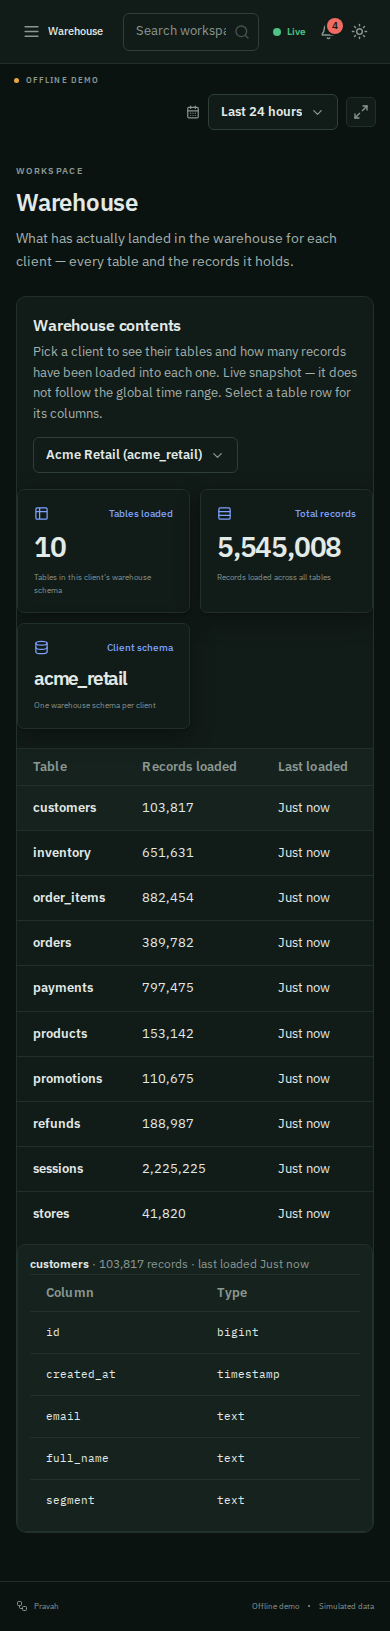 Warehouse
Search workspa
Live
4
OFFLINE DEMO
Last 24 hours
WORKSPACE
Warehouse
What has actually landed in the warehouse for each
client — every table and the records it holds.
Warehouse contents
Pick a client to see their tables and how many records
have been loaded into each one. Live snapshot — it does
not follow the global time range. Select a table row for
its columns.
Acme Retail (acme_retail)
Tables loaded
10
Tables in this client's warehouse
schema
Total records
5,545,008
Records loaded across all tables
Client schema
acme_retail
One warehouse schema per client
Table Records loaded Last loaded
customers 103,817 Just now
inventory 651,631 Just now
order_items 882,454 Just now
orders 389,782 Just now
payments 797,475 Just now
products 153,142 Just now
promotions 110,675 Just now
refunds 188,987 Just now
sessions 2,225,225 Just now
stores 41,820 Just now
customers · 103,817 records · last loaded Just now
Column Type
id bigint
created_at timestamp
email text
full_name text
segment text
Pravah
Offline demo • Simulated data